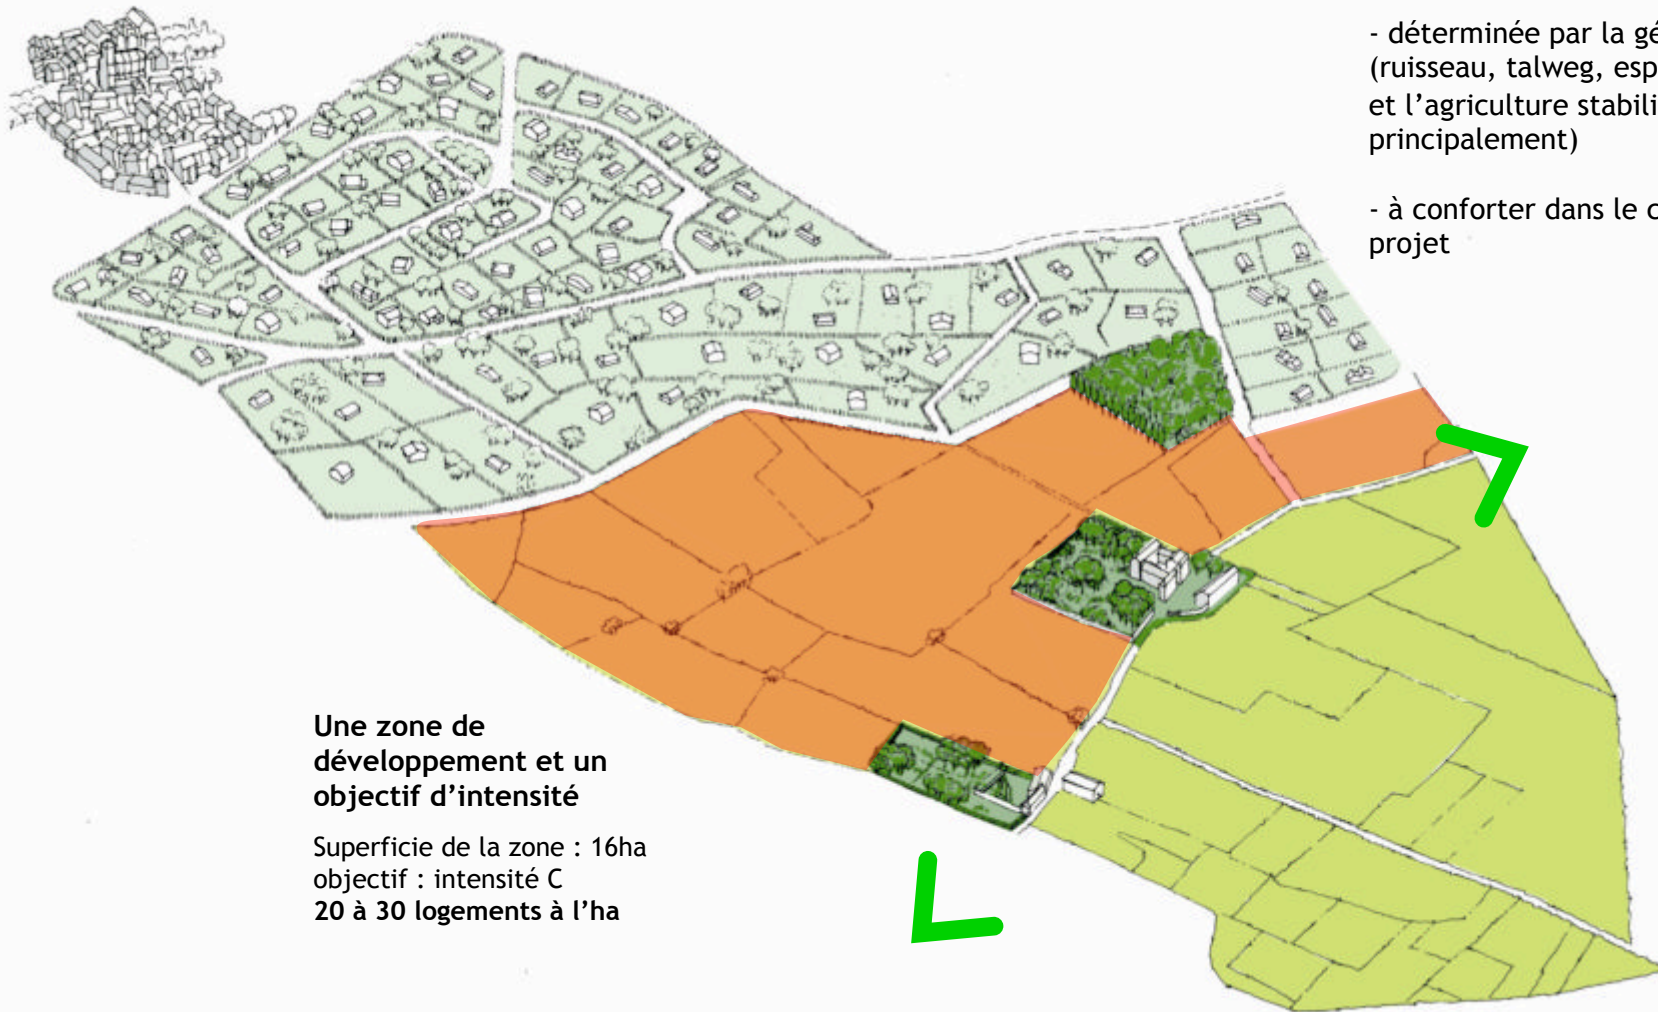 - déterminée par la gé
(ruisseau, talweg, esp
et l’agriculture stabili
principalement)
- à conforter dans le c
projet
Une zone de
développement et un
objectif d’intensité
Superficie de la zone : 16ha
objectif : intensité C
20 à 30 logements à l’ha